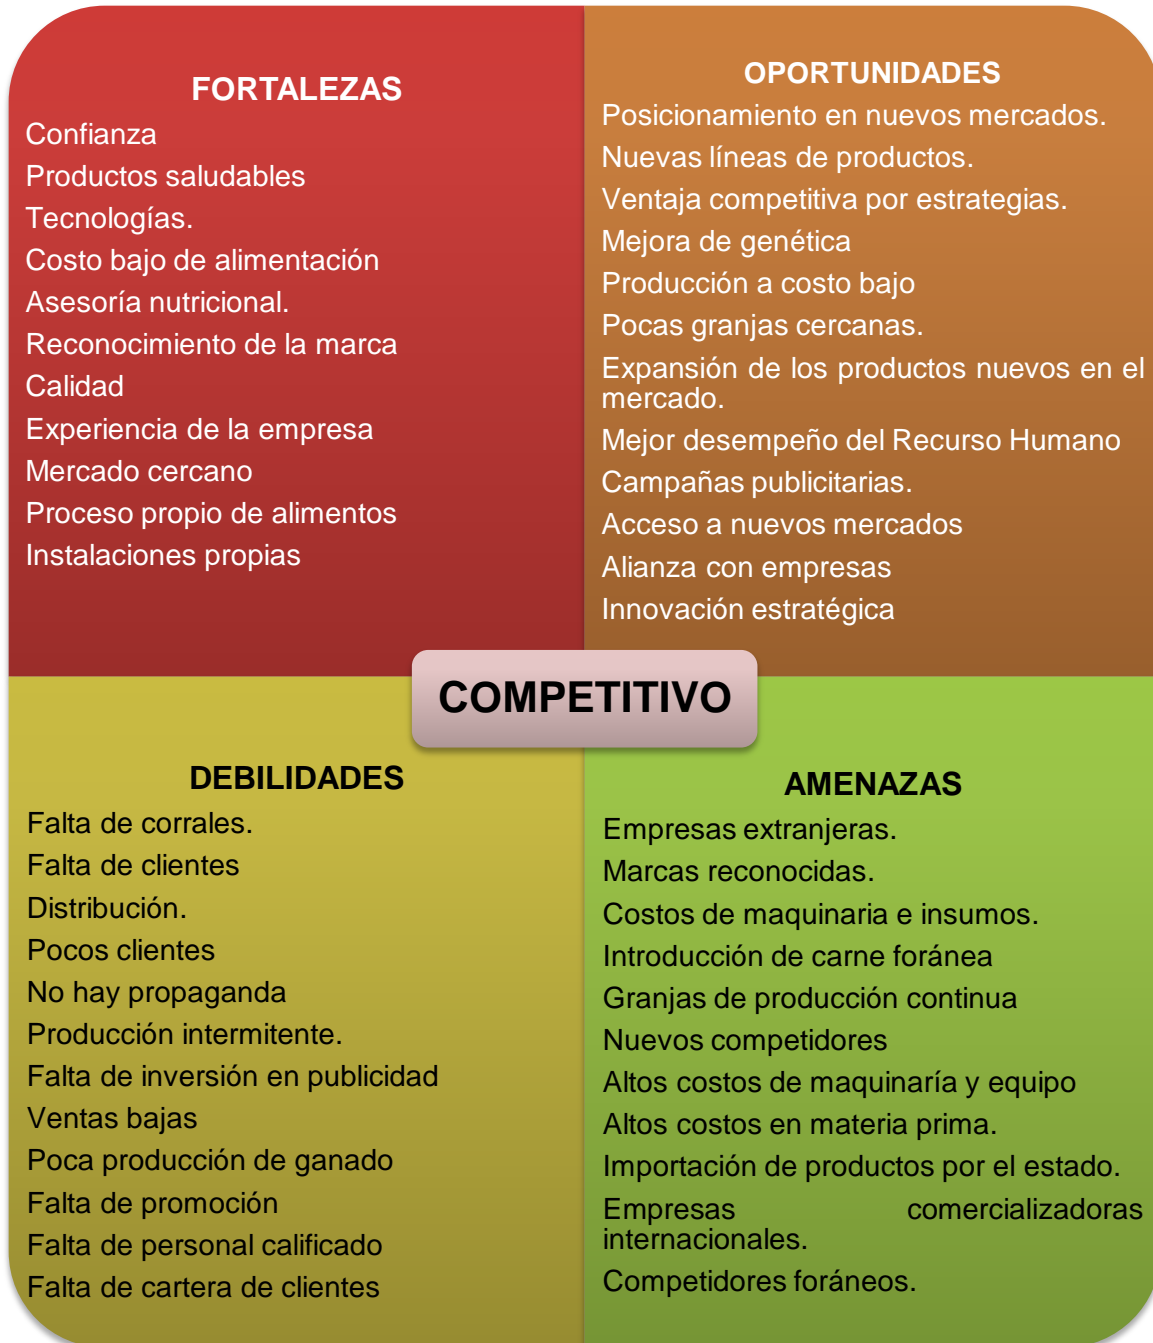 FORTALEZAS
Confianza
Productos saludables
Tecnologías.
Costo bajo de alimentación
Asesoría nutricional.
Reconocimiento de la marca
Calidad
Experiencia de la empresa
Mercado cercano
Proceso propio de alimentos
Instalaciones propias
OPORTUNIDADES
Posicionamiento en nuevos mercados.
Nuevas líneas de productos.
Ventaja competitiva por estrategias.
Mejora de genética
Producción a costo bajo
Pocas granjas cercanas.
Expansión de los productos nuevos en el
mercado.
Mejor desempeño del Recurso Humano
Campañas publicitarias.
Acceso a nuevos mercados
Alianza con empresas
Innovación estratégica
COMPETITIVO
DEBILIDADES
Falta de corrales.
Falta de clientes
Distribución.
Pocos clientes
No hay propaganda
Producción intermitente.
Falta de inversión en publicidad
Ventas bajas
Poca producción de ganado
Falta de promoción
Falta de personal calificado
Falta de cartera de clientes
AMENAZAS
Empresas extranjeras.
Marcas reconocidas.
Costos de maquinaria e insumos.
Introducción de carne foránea
Granjas de producción continua
Nuevos competidores
Altos costos de maquinaría y equipo
Altos costos en materia prima.
Importación de productos por el estado.
Empresas comercializadoras
internacionales.
Competidores foráneos.